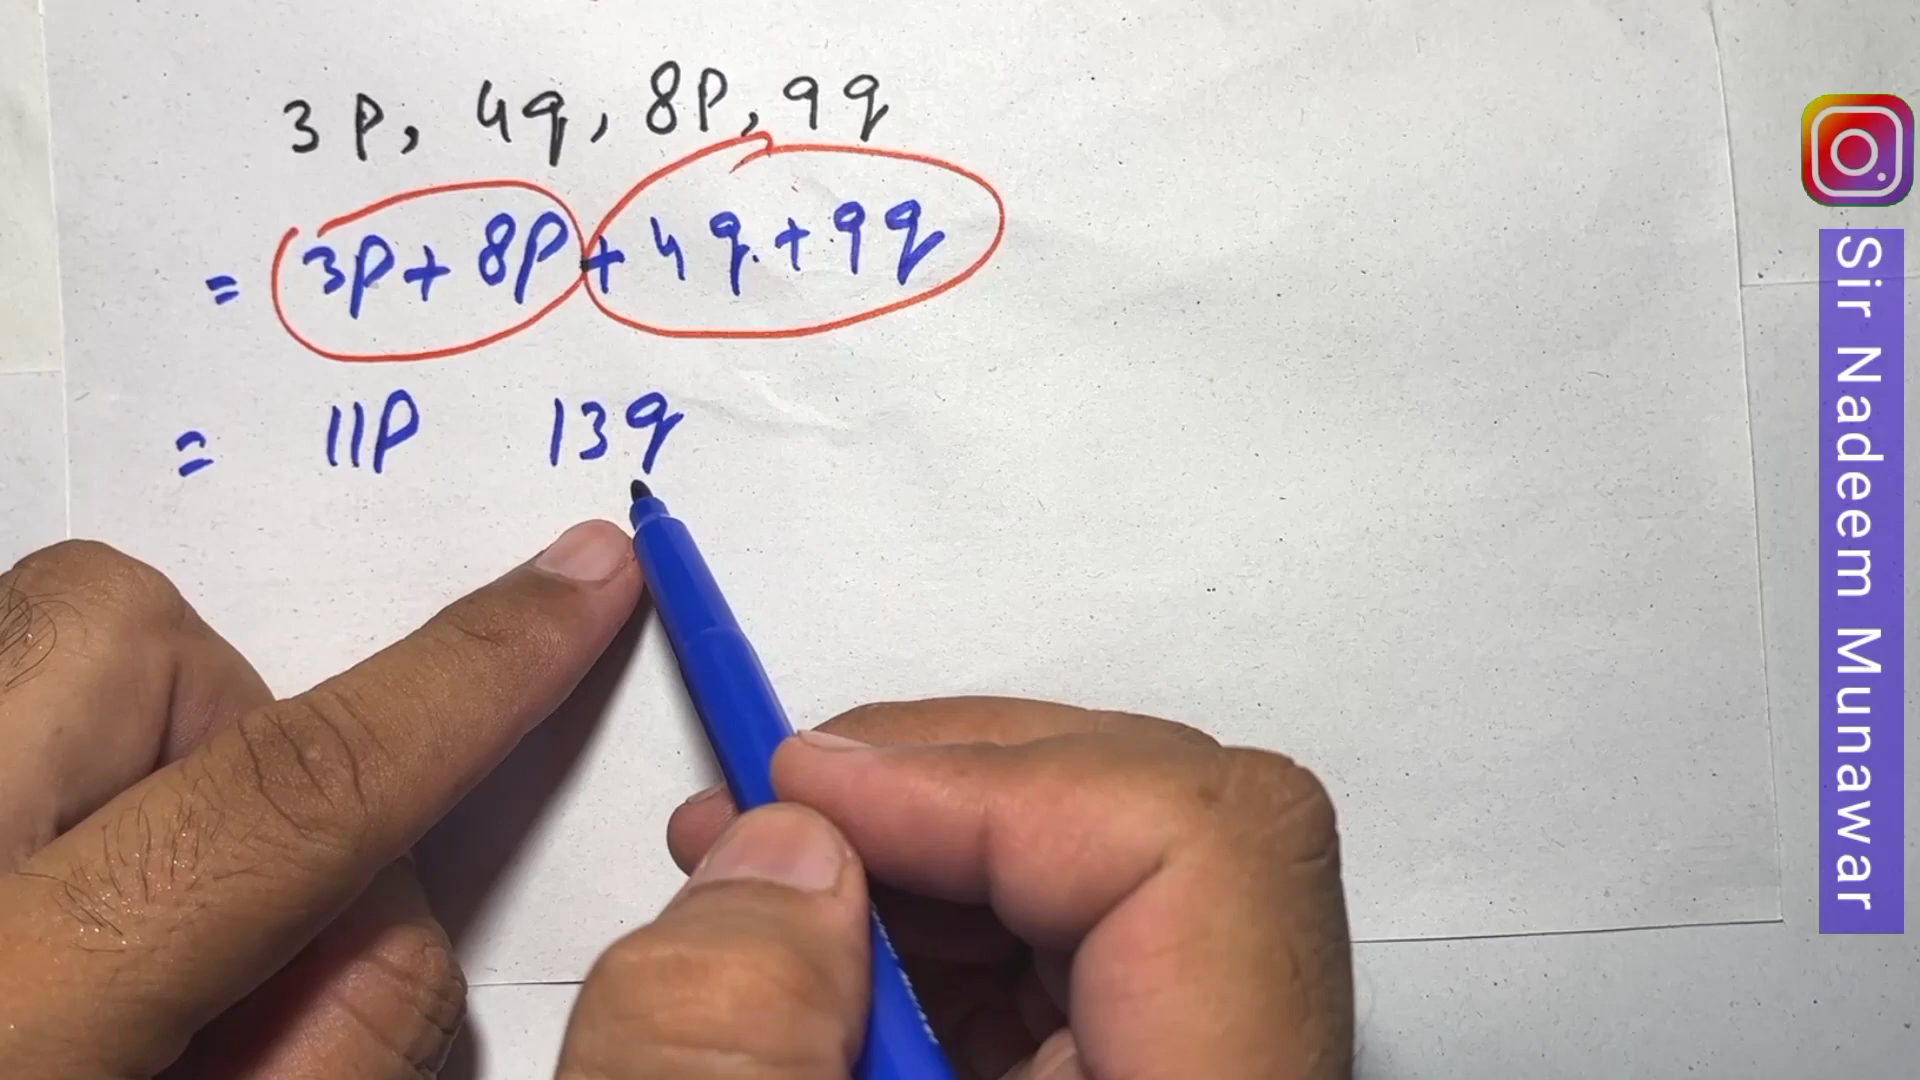 3p, 4q, 8p, 9q
= 3p + 8p + 4q + 9q
= 11p 13q
Sir Nadeem Munawar